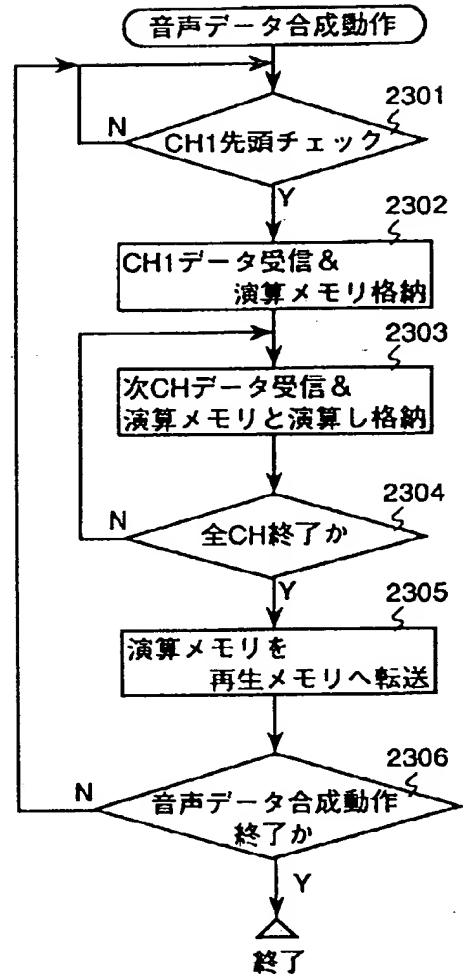 音声データ合成動作
2301
N
CH1先頭チェック
Y
2302
CH1データ受信&
演算メモリ格納
2303
次CHデータ受信&
演算メモリと演算し格納
2304
N
全CH終了か
Y
2305
演算メモリを
再生メモリへ転送
2306
N
音声データ合成動作
終了か
Y
終了